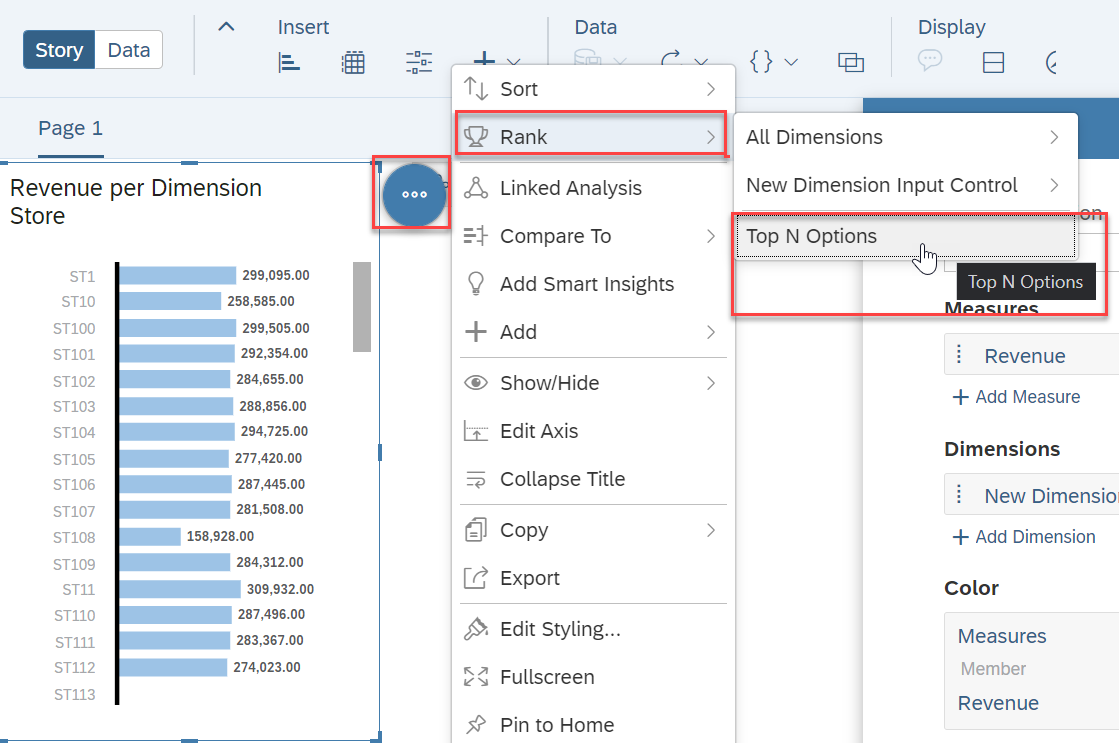 Story
Data
Insert
Data
Display
Page 1
Revenue per Dimension
Store
ST1 299,095.00
ST10 258,585.00
ST100 299,505.00
ST101 292,354.00
ST102 284,655.00
ST103 288,856.00
ST104 294,725.00
ST105 277,420.00
ST106 287,445.00
ST107 281,508.00
ST108 158,928.00
ST109 284,312.00
ST11 309,932.00
ST110 287,496.00
ST111 283,367.00
ST112 274,023.00
ST113
Sort
Rank
Linked Analysis
Compare To
Add Smart Insights
Add
Show/Hide
Edit Axis
Collapse Title
Copy
Export
Edit Styling...
Fullscreen
Pin to Home
All Dimensions
New Dimension Input Control
Top N Options
Top N Options
on
Measures
Revenue
+ Add Measure
Dimensions
New Dimensio
+ Add Dimension
Color
Measures
Member
Revenue